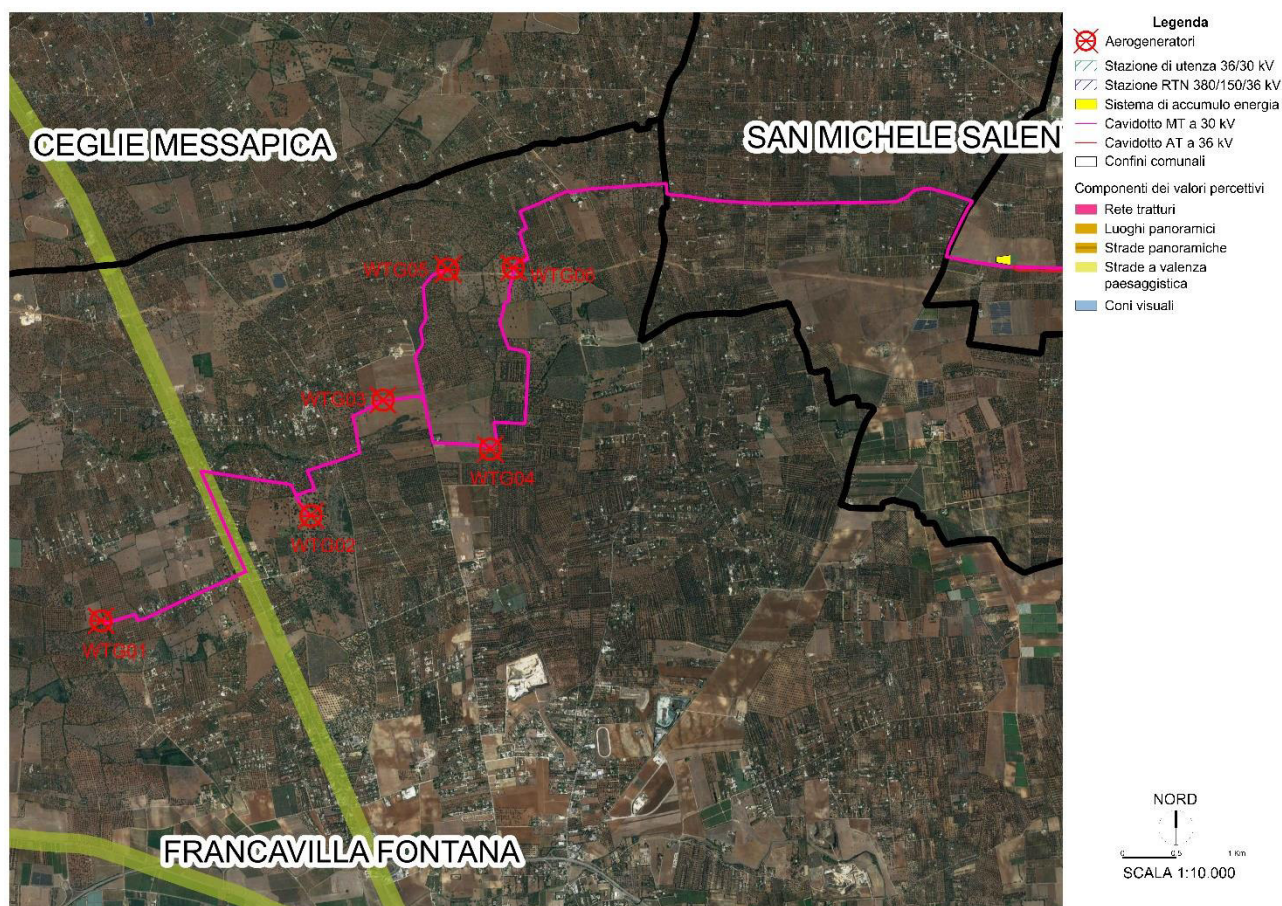 CEGLIE MESSAPICA
SAN MICHELE SALEN
WTG05
WTG03
WTG04
WTG02
WTG01
FRANCAVILLA FONTANA
Legenda
Aerogeneratori
Stazione di utenza 36/30 kV
Stazione RTN 380/150/36 kV
Sistema di accumulo energia
Cavidotto MT a 30 kV
Cavidotto AT a 36 kV
Confini comunali
Componenti dei valori percettivi
Rete tratturi
Luoghi panoramici
Strade panoramiche
Strade a valenza
paesaggistica
Coni visuali
NORD
0 0,5 1 Km
SCALA 1:10.000